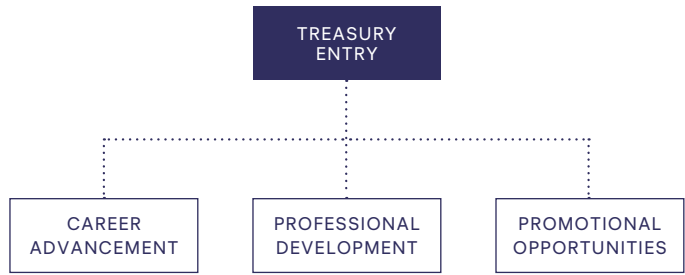 TREASURY
ENTRY
CAREER
ADVANCEMENT
PROFESSIONAL
DEVELOPMENT
PROMOTIONAL
OPPORTUNITIES